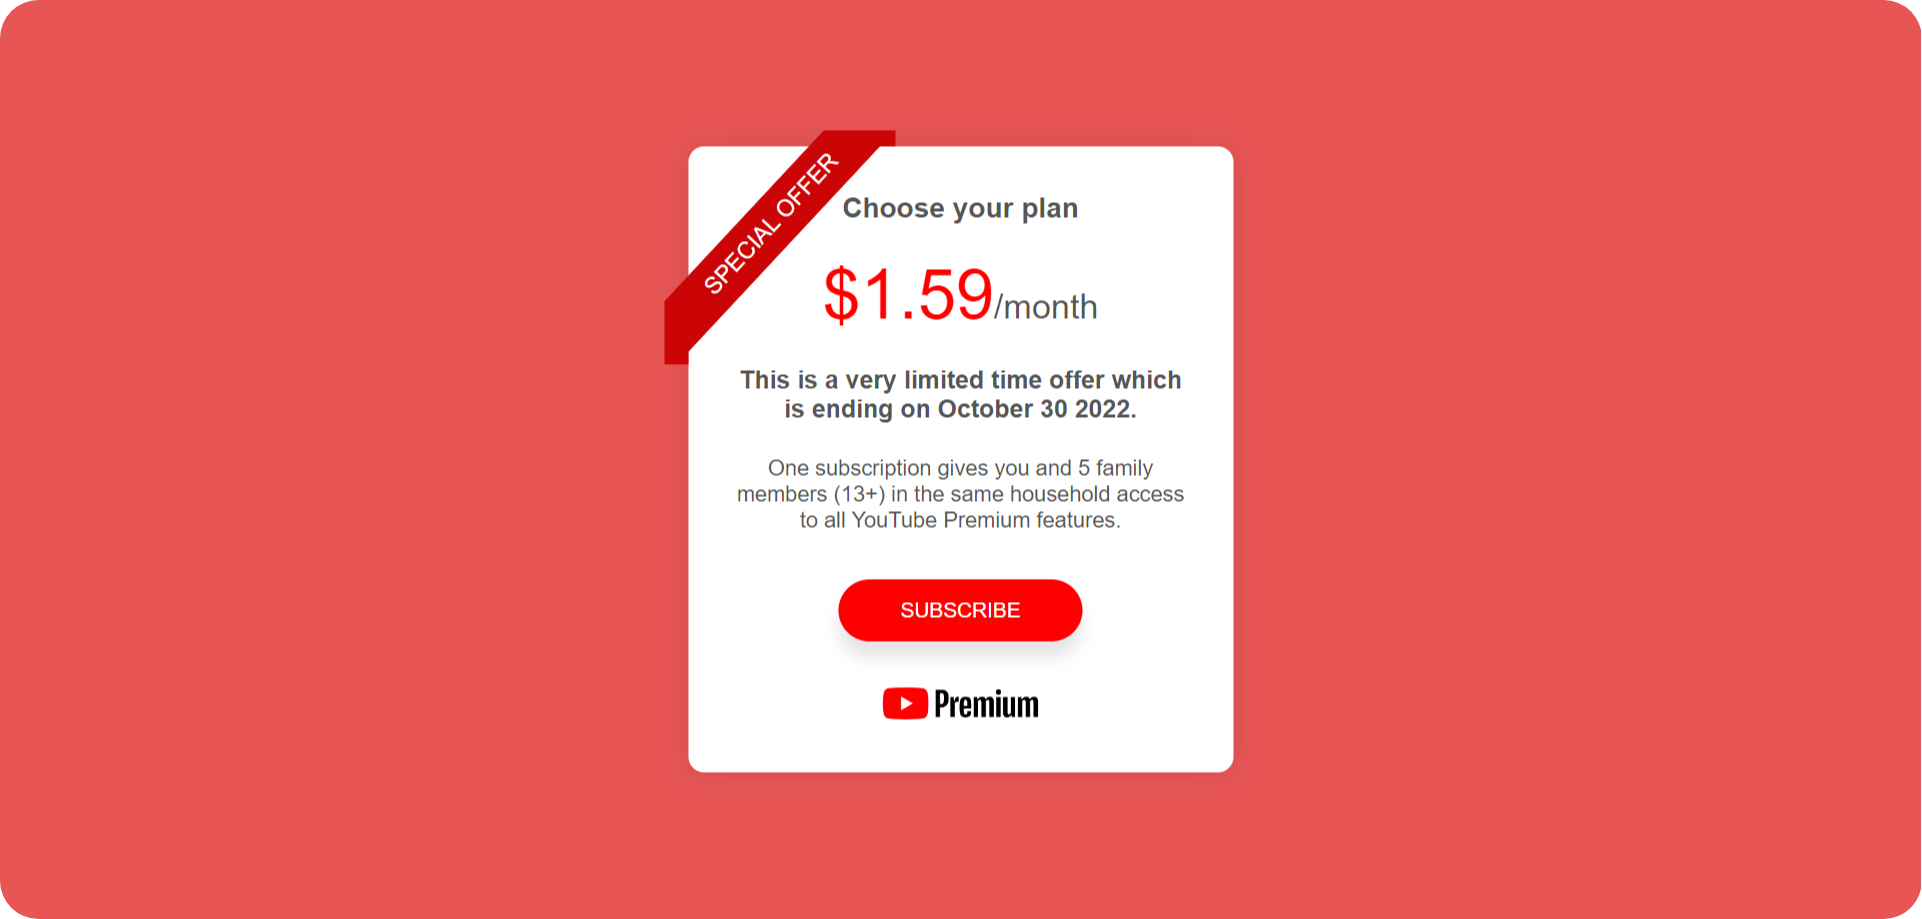 SPECIAL OFFER
Choose your plan
$1.59/month
This is a very limited time offer which
is ending on October 30 2022.
One subscription gives you and 5 family
members (13+) in the same household access
to all YouTube Premium features.
SUBSCRIBE
Premium